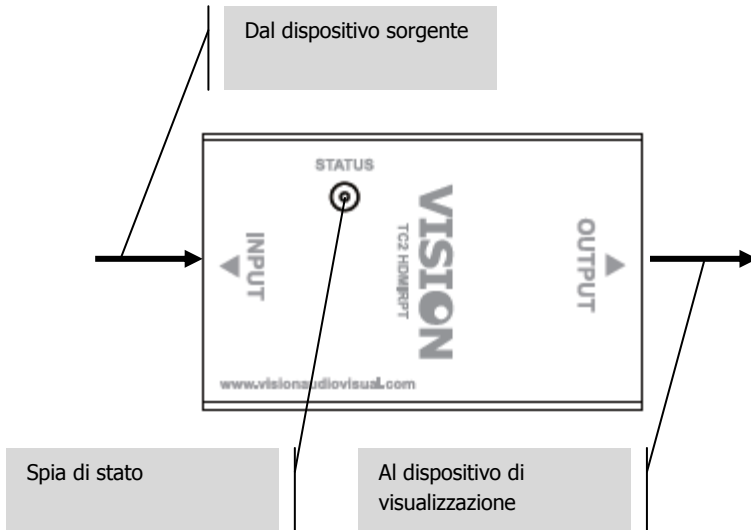 Dal dispositivo sorgente
STATUS
INPUT
VISION
TC2 HDMIRPT
OUTPUT
www.visionaudiovisual.com
Spia di stato
Al dispositivo di
visualizzazione